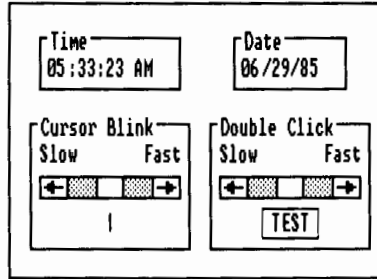 Time
05:33:23 AM
Date
06/29/85
Cursor Blink
Slow Fast
Double Click
Slow Fast
TEST